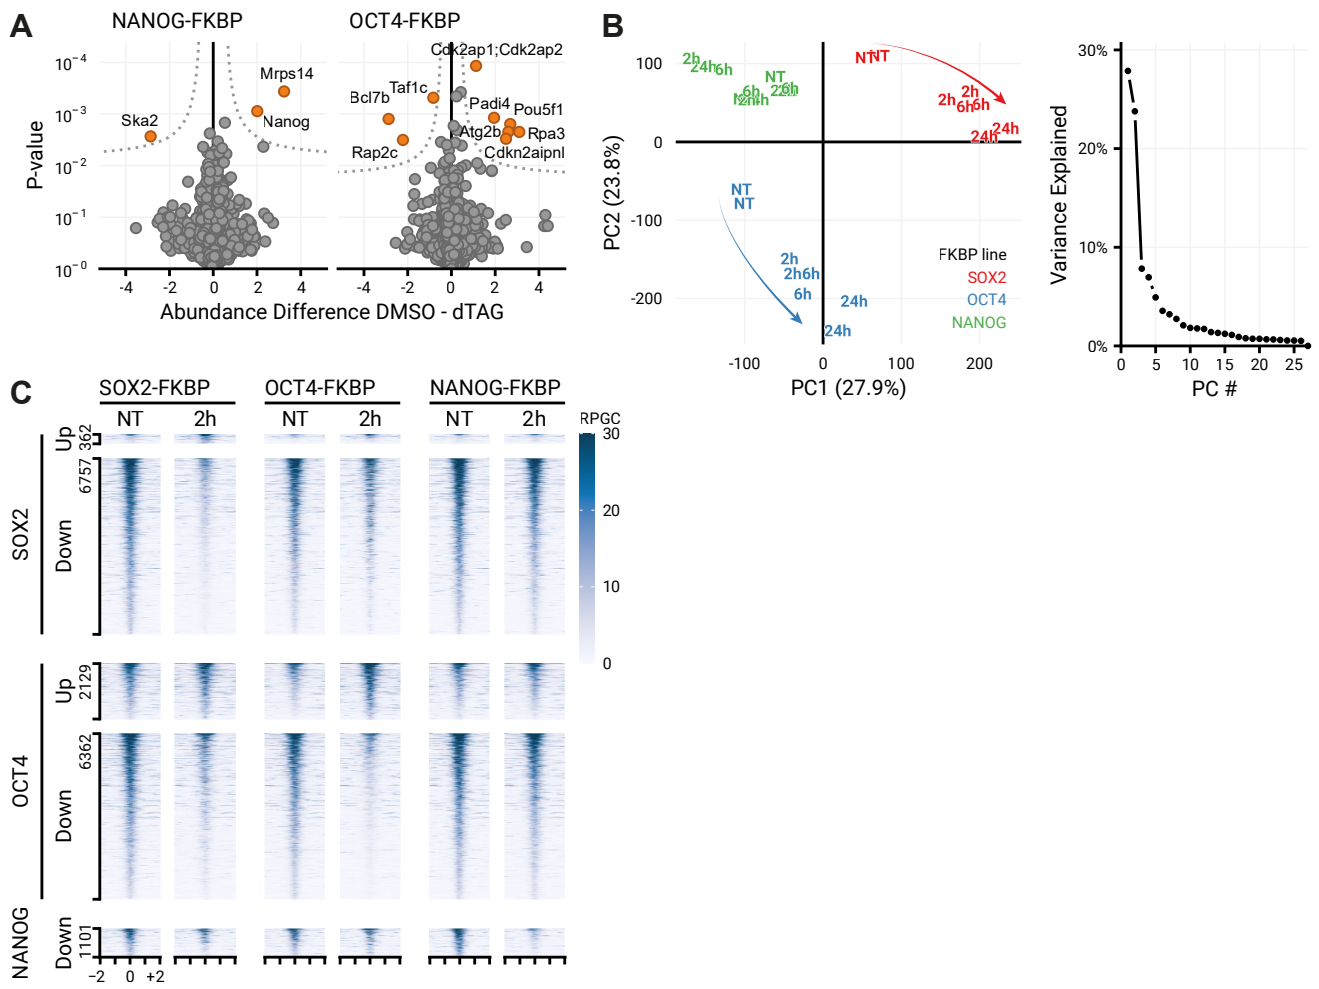 A
NANOG-FKBP
OCT4-FKBP
P-value
10⁻⁴
10⁻³
10⁻²
10⁻¹
10⁻⁰
Ska2
Mrps14
Nanog
-4
-2
0
2
4
Cdk2ap1;Cdk2ap2
Taf1c
Bcl7b
Padi4
Pou5f1
Atg2b
Rpa3
Rap2c
Cdkn2aipnl
-4
-2
0
2
4
Abundance Difference DMSO - dTAG
B
PC2 (23.8%)
100
0
-100
-200
2h
24h
6h
NT
6h
6h
NT
NT
2h
2h
6h
6h
24h
24h
NT
NT
2h
2h6h
6h
24h
24h
FKBP line
SOX2
OCT4
NANOG
-100
0
100
200
PC1 (27.9%)
Variance Explained
30%
20%
10%
0%
0
5
10
15
20
25
PC #
C
SOX2-FKBP
OCT4-FKBP
NANOG-FKBP
NT
2h
NT
2h
NT
2h
RPGC
30
20
10
0
SOX2
Up
362
Down
6757
OCT4
Up
2129
Down
6362
NANOG
Down
1101
−2
0
+2